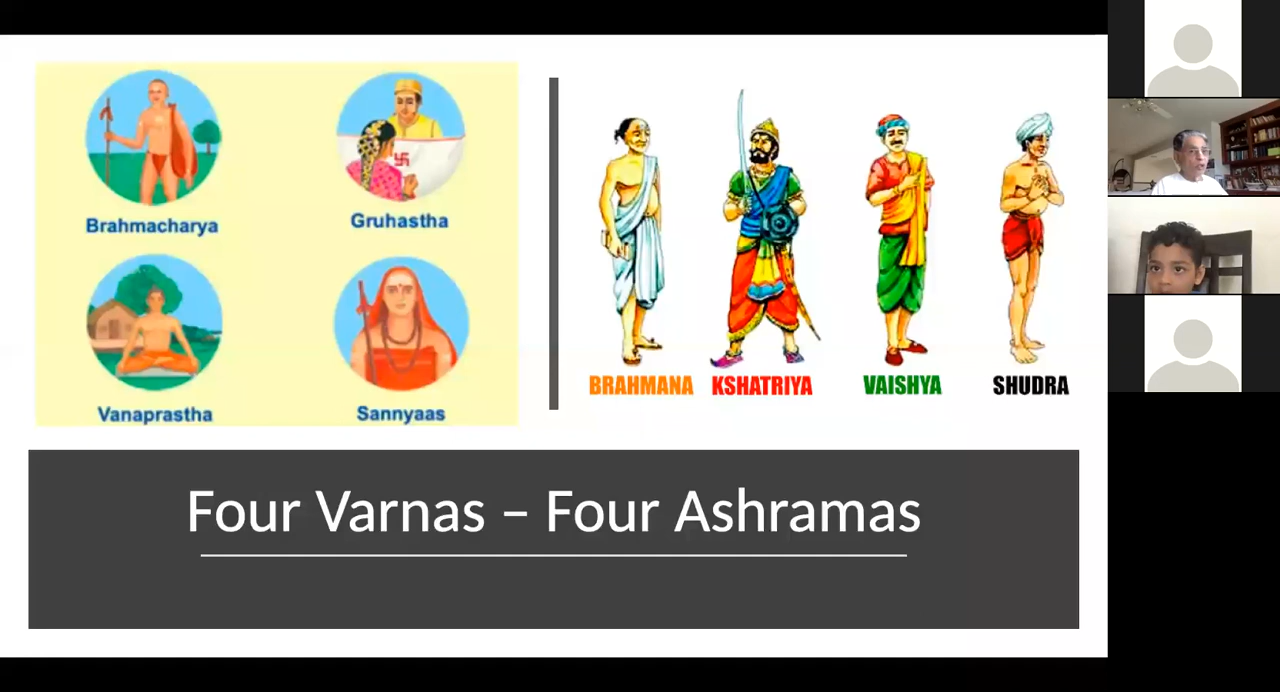 Brahmacharya
Gruhastha
Vanaprastha
Sannyaas
BRAHMANA KSHATRIYA VAISHYA SHUDRA
Four Varnas – Four Ashramas